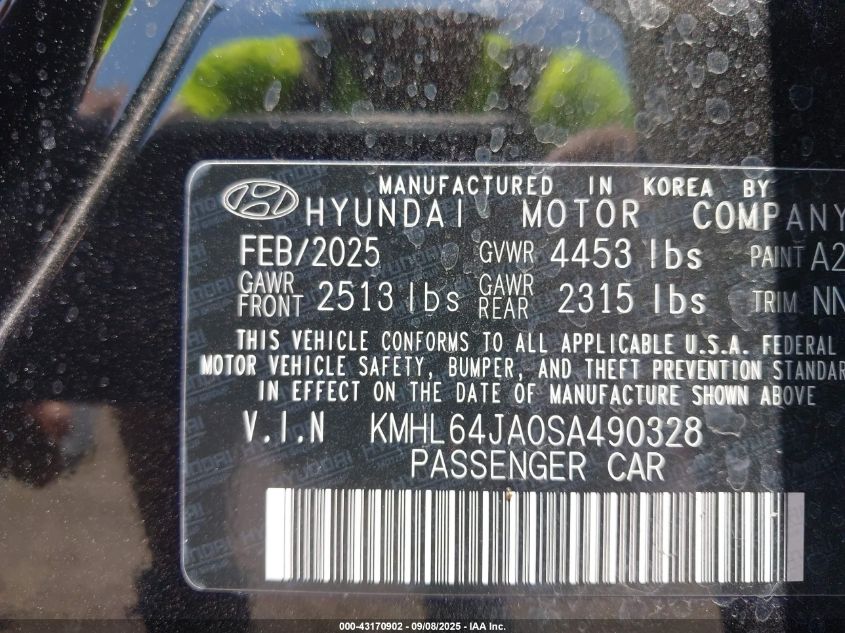 MANUFACTURED IN KOREA BY
HYUNDAI MOTOR COMPANY
FEB/2025 GVWR 4453 lbs PAINT A2
GAWR FRONT 2513 lbs GAWR REAR 2315 lbs TRIM NN
THIS VEHICLE CONFORMS TO ALL APPLICABLE U.S.A. FEDERAL
MOTOR VEHICLE SAFETY, BUMPER, AND THEFT PREVENTION STANDAR
IN EFFECT ON THE DATE OF MANUFACTURE SHOWN ABOVE
V.I.N KMHL64JA0SA490328
PASSENGER CAR
000-43170902 - 09/08/2025 - IAA Inc.